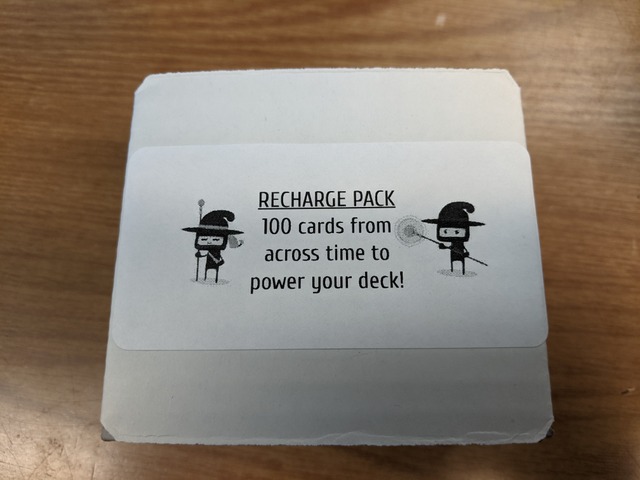 RECHARGE PACK
100 cards from
across time to
power your deck!